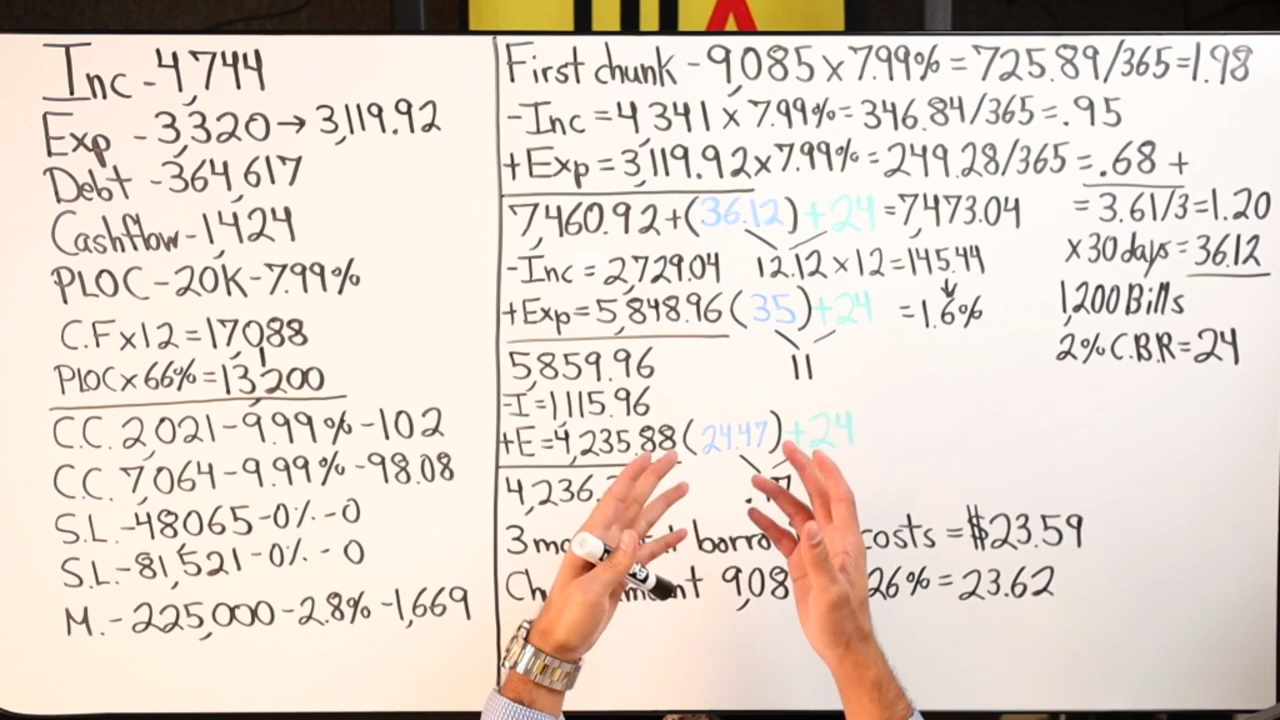 Inc - 4,744
Exp - 3,320 → 3,119.92
Debt - 364,617
Cashflow - 1,424
PLOC - 20K - 7.99%
C.F x 12 = 17,088
PLOC x 66% = 13,200
C.C. 2,021 - 9.99% - 102
C.C. 7,064 - 9.99% - 98.08
S.L. - 48065 - 0% - 0
S.L. - 81,521 - 0% - 0
M. - 225,000 - 2.8% - 1,669
First chunk - 9,085 x 7.99% = 725.89/365 = 1.98
- Inc = 4,341 x 7.99% = 346.84/365 = .95
+ Exp = 3,119.92 x 7.99% = 249.28/365 = .68 +
7,460.92 + (36.12) + 24 = 7,473.04
- Inc = 2,729.04
12.12 x 12 = 145.44
+ Exp = 5,848.96 (35) + 24
= 1.6%
11
5,859.96
- I = 1,115.96
+ E = 4,235.88 (24.47) + 24
4,236.
3 borro costs = $23.59
Ch 9,08 26% = 23.62
= 3.61/3 = 1.20
x 30 days = 36.12
1,200 Bills
2% C.B.R = 24